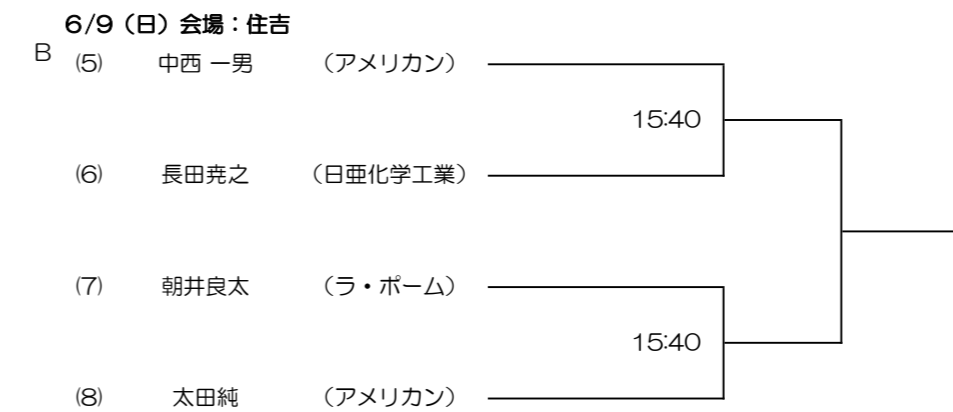 6/9(日)会場:住吉
B (5) 中西 一男 (アメリカン)
15:40
(6) 長田尭之 (日亜化学工業)
(7) 朝井良太 (ラ・ポーム)
15:40
(8) 太田純 (アメリカン)